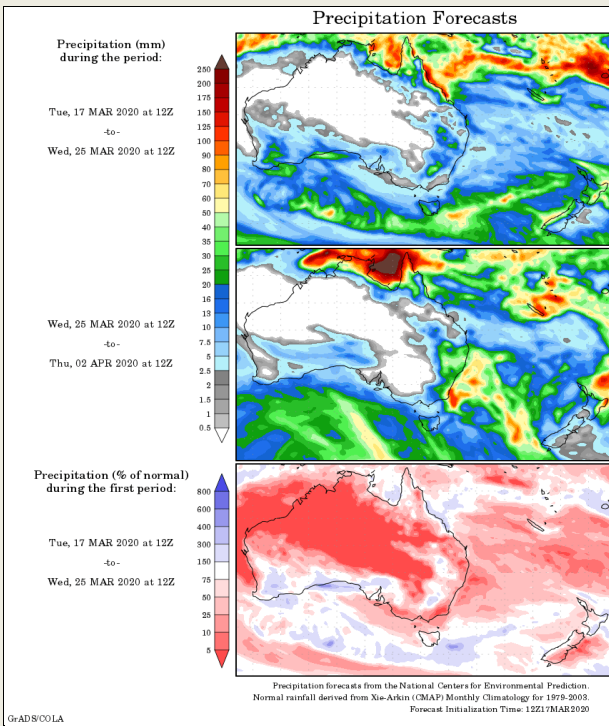 Precipitation Forecasts
Precipitation (mm)
during the period:
Tue, 17 MAR 2020 at 12Z
-to-
Wed, 25 MAR 2020 at 12Z
250
200
175
150
125
100
90
80
70
60
50
40
35
30
25
20
16
13
10
7.5
5
2.5
2
1.5
1
0.5
Wed, 25 MAR 2020 at 12Z
-to-
Thu, 02 APR 2020 at 12Z
Precipitation (% of normal)
during the first period:
Tue, 17 MAR 2020 at 12Z
-to-
Wed, 25 MAR 2020 at 12Z
800
600
400
300
150
75
50
25
10
5
Precipitation forecasts from the National Centers for Environmental Prediction.
Normal rainfall derived from Xie-Arkin (CMAP) Monthly Climatology for 1979-2003.
Forecast Initialization Time: 12Z17MAR2020
GrADS/COLA